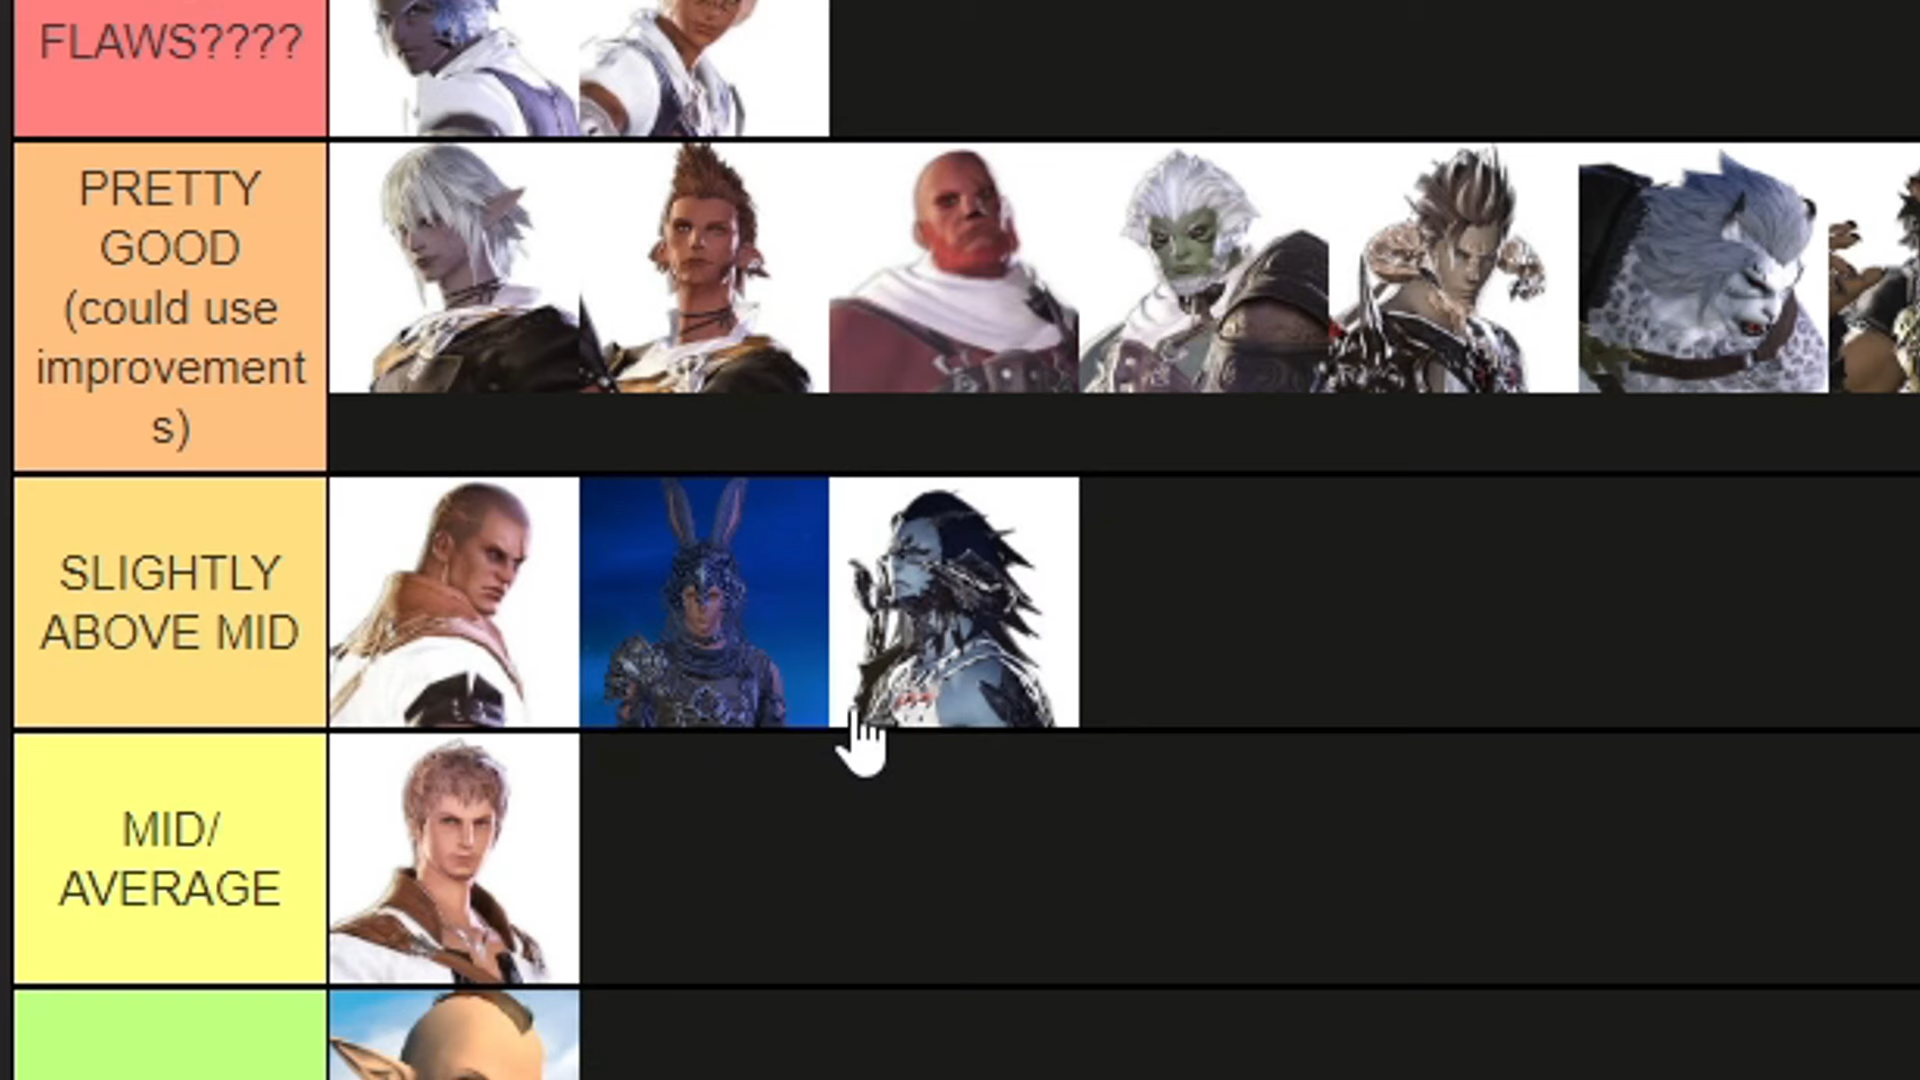 FLAWS????
PRETTY
GOOD
(could use
improvement
s)
SLIGHTLY
ABOVE MID
MID/
AVERAGE